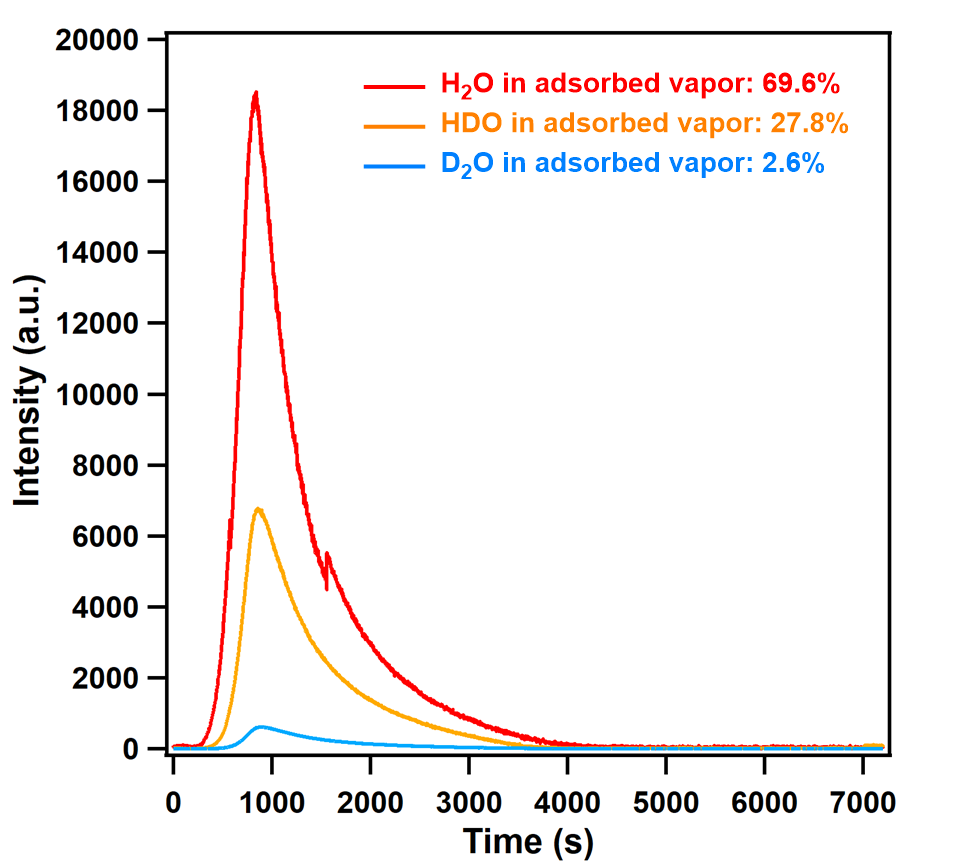 20000
18000
16000
14000
12000
10000
8000
6000
4000
2000
0
Intensity (a.u.)
H₂O in adsorbed vapor: 69.6%
HDO in adsorbed vapor: 27.8%
D₂O in adsorbed vapor: 2.6%
0 1000 2000 3000 4000 5000 6000 7000
Time (s)